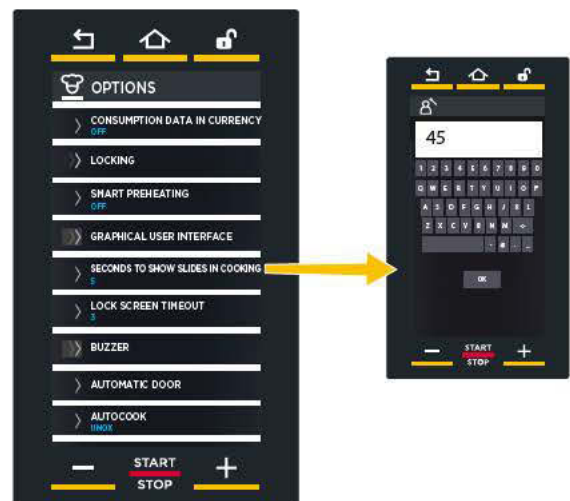 OPTIONS
CONSUMPTION DATA IN CURRENCY
OFF
LOCKING
SMART PREHEATING
OFF
GRAPHICAL USER INTERFACE
SECONDS TO SHOW SLIDES IN COOKING
5
LOCK SCREEN TIMEOUT
3
BUZZER
AUTOMATIC DOOR
AUTOCOOK
UNOX
START
STOP
45
1 2 3 4 5 6 7 8 9 0
Q W E R T Y U I O P
A S D F G H J K L
Z X C V B N M
- @ . _
OK
START
STOP